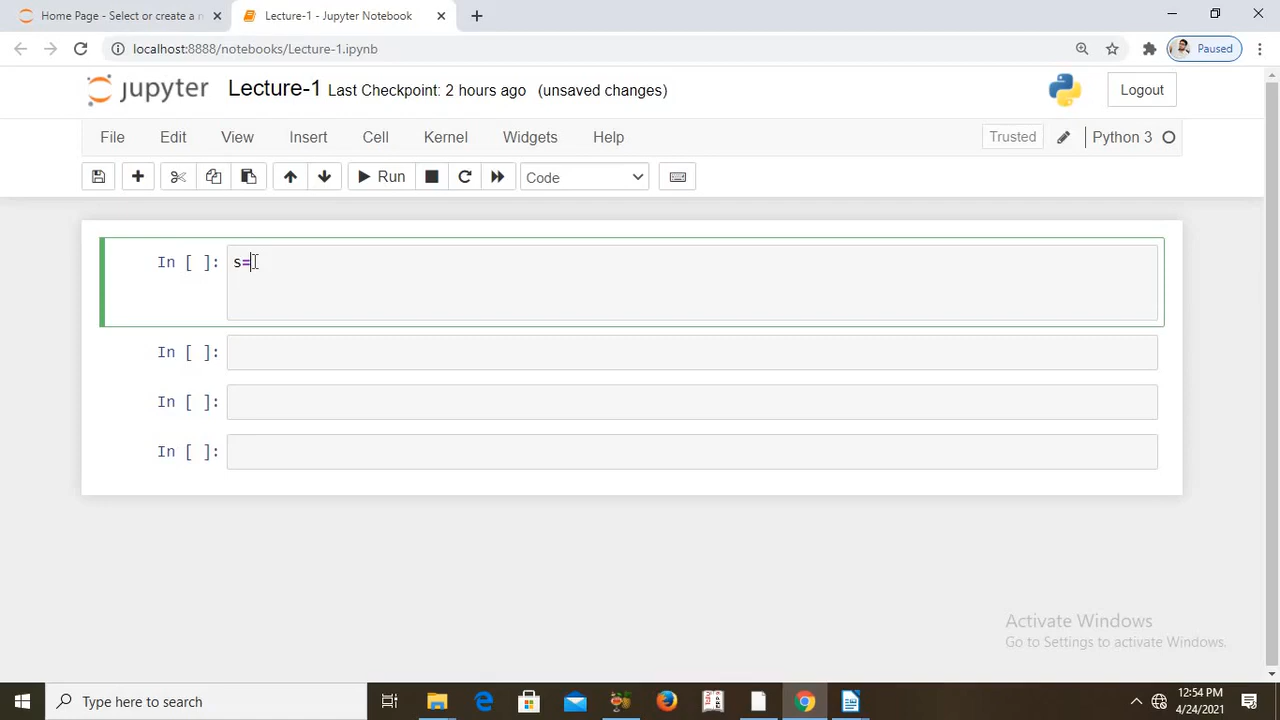 Home Page - Select or create a n
Lecture-1 - Jupyter Notebook
localhost:8888/notebooks/Lecture-1.ipynb
Paused
jupyter Lecture-1 Last Checkpoint: 2 hours ago (unsaved changes)
Logout
File Edit View Insert Cell Kernel Widgets Help
Trusted Python 3
Run Code
In [ ]: s=
In [ ]:
In [ ]:
In [ ]:
Activate Windows
Go to Settings to activate Windows.
Type here to search
12:54 PM
4/24/2021